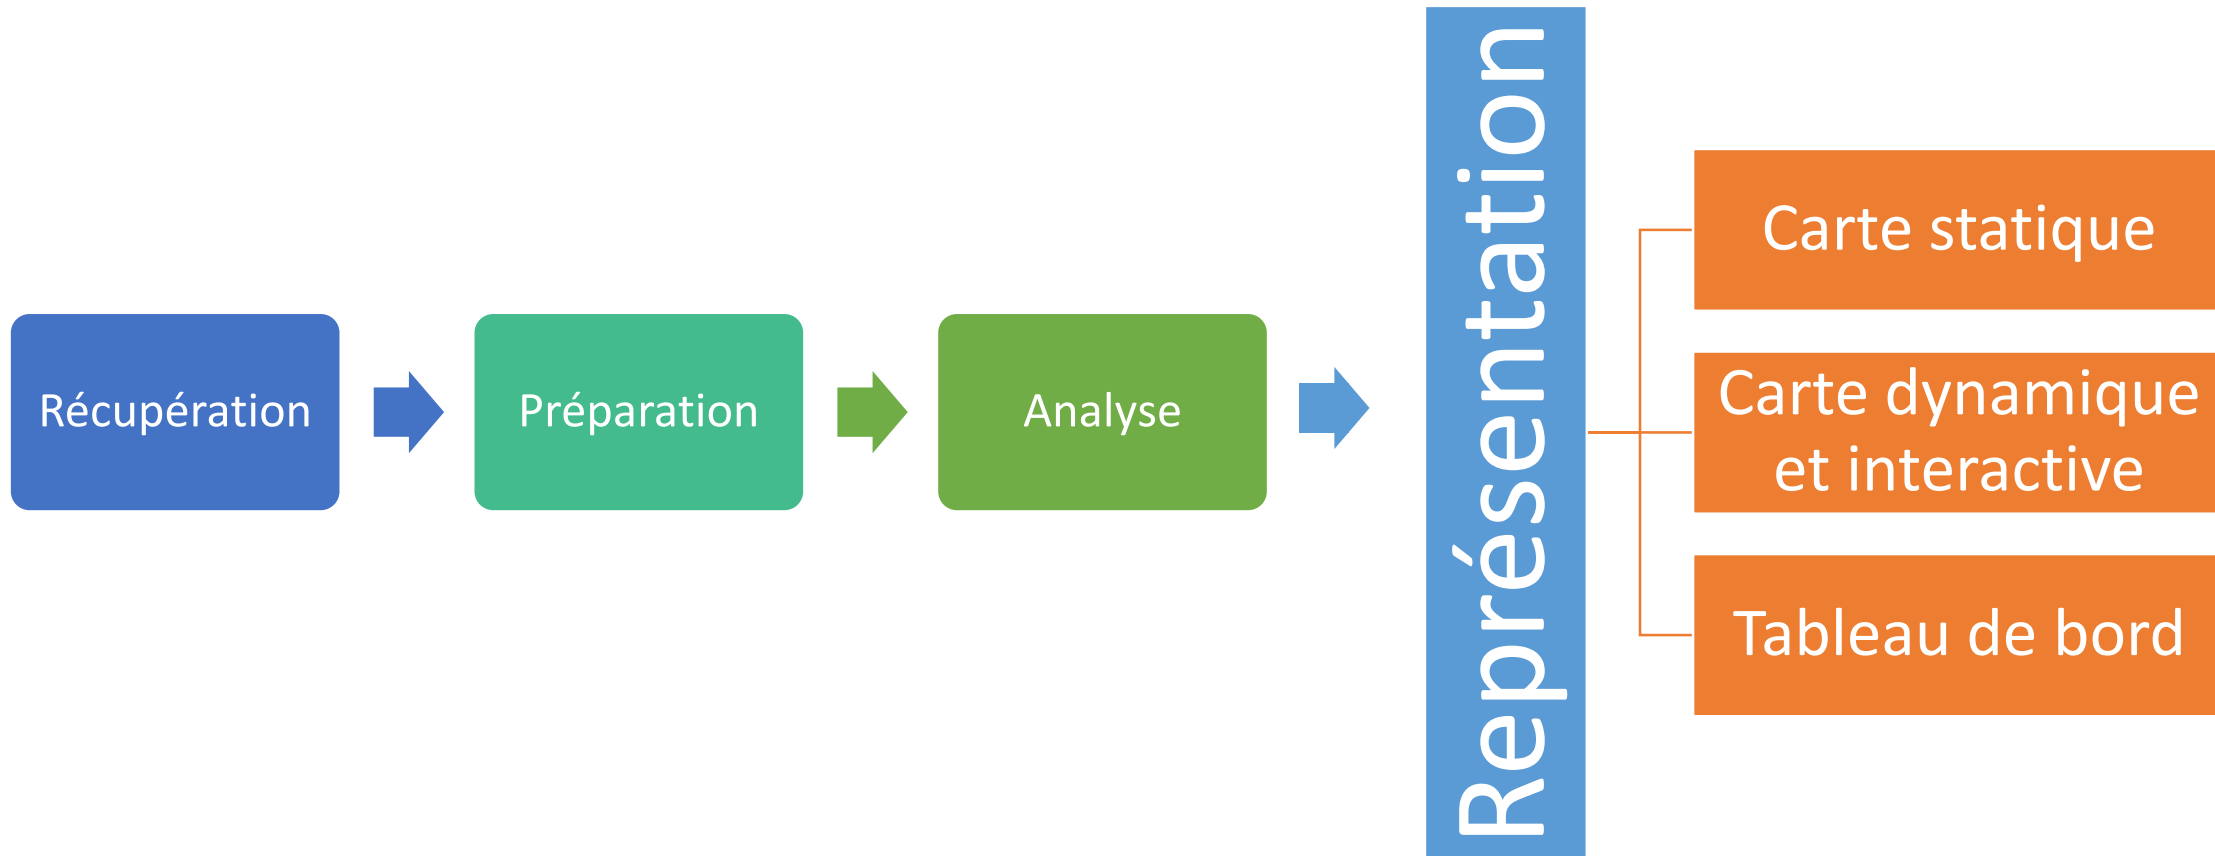 Récupération
Préparation
Analyse
Représentation
Carte statique
Carte dynamique
et interactive
Tableau de bord